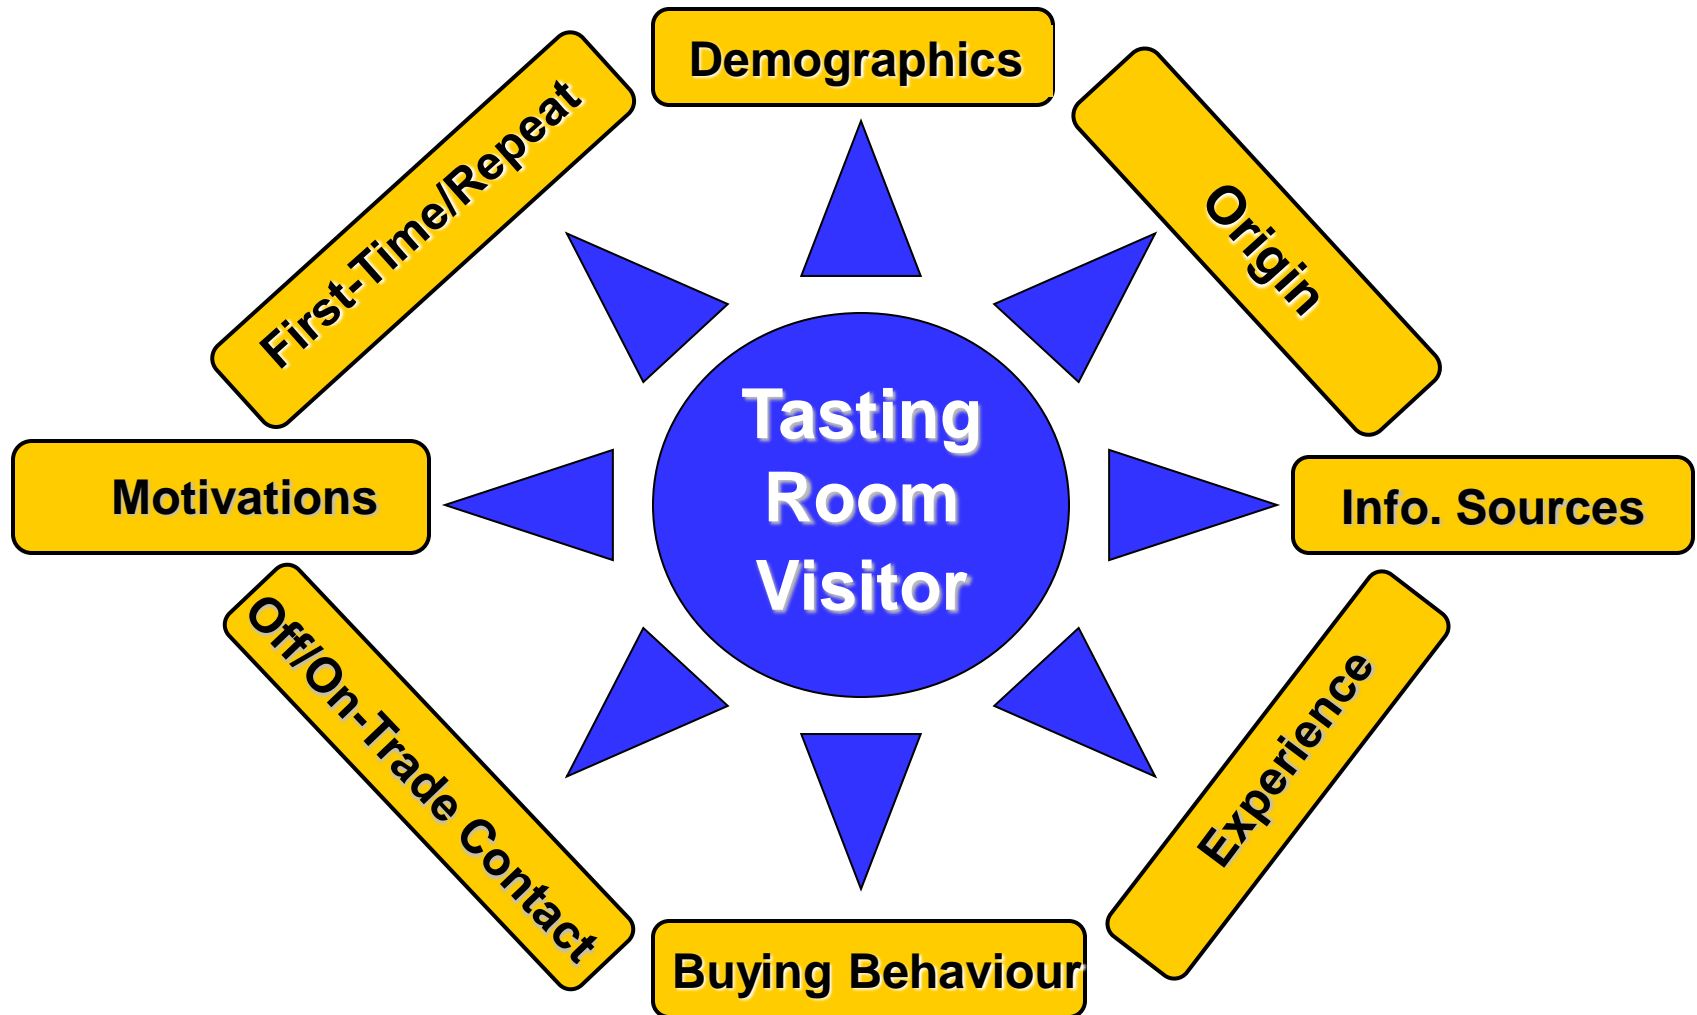 Demographics
First-Time/Repeat
Origin
Tasting
Room
Visitor
Motivations
Info. Sources
Off/On-Trade Contact
Experience
Buying Behaviour